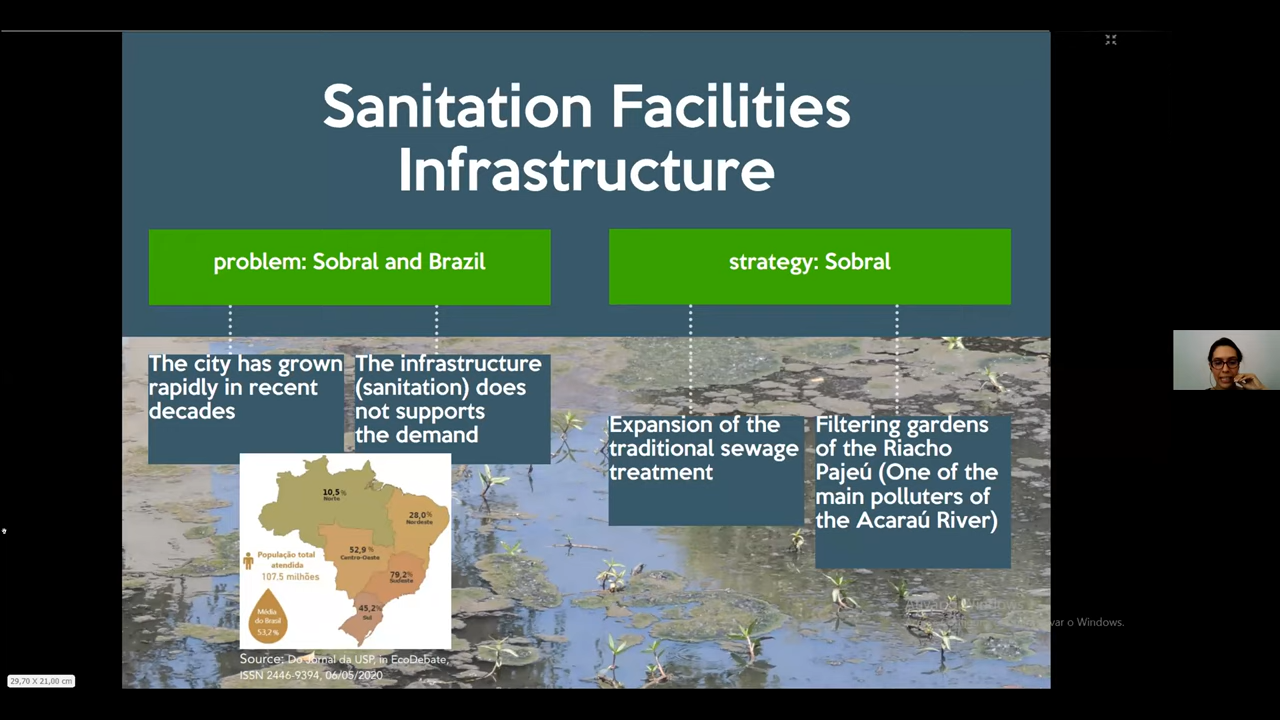 Sanitation Facilities
Infrastructure
problem: Sobral and Brazil
strategy: Sobral
The city has grown
rapidly in recent
decades
The infrastructure
(sanitation) does
not supports
the demand
Expansion of the
traditional sewage
treatment
Filtering gardens
of the Riacho
Pajeú (One of the
main polluters of
the Acaraú River)
10,5%
Norte
28,0%
Nordeste
52,9%
Centro-Oeste
79,2%
Sudeste
45,2%
Sul
População total
atendida
107.5 milhões
Média
do Brasil
53,2%
Source: Do Jornal da USP, in EcoDebate,
ISSN 2446-9394, 06/05/2020
Ativar o Windows
var o Windows.
29,70 X 21,00 cm